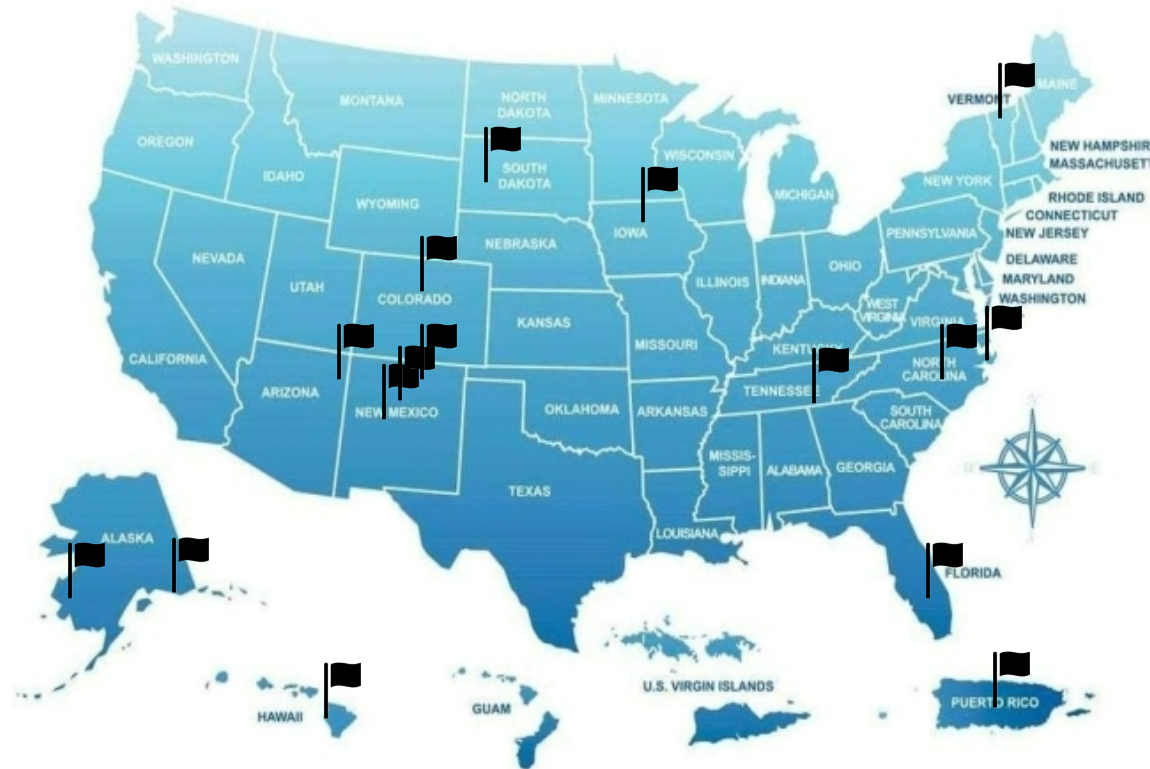 WASHINGTON
MONTANA
NORTH
DAKOTA
MINNESOTA
VERMONT
MAINE
OREGON
IDAHO
SOUTH
DAKOTA
WISCONSIN
MICHIGAN
NEW YORK
NEW HAMPSHIR
MASSACHUSETT
RHODE ISLAND
CONNECTICUT
NEW JERSEY
WYOMING
IOWA
PENNSYLVANIA
NEBRASKA
NEVADA
UTAH
COLORADO
ILLINOIS
INDIANA
OHIO
DELAWARE
MARYLAND
WASHINGTON
WEST
VIRGINIA
VIRGINIA
KANSAS
MISSOURI
KENTUCKY
CALIFORNIA
ARIZONA
NEW MEXICO
OKLAHOMA
ARKANSAS
TENNESSEE
NORTH
CAROLINA
SOUTH
CAROLINA
MISSIS-
SIPPI
ALABAMA
GEORGIA
TEXAS
LOUISIANA
ALASKA
FLORIDA
HAWAII
GUAM
U.S. VIRGIN ISLANDS
PUERTO RICO